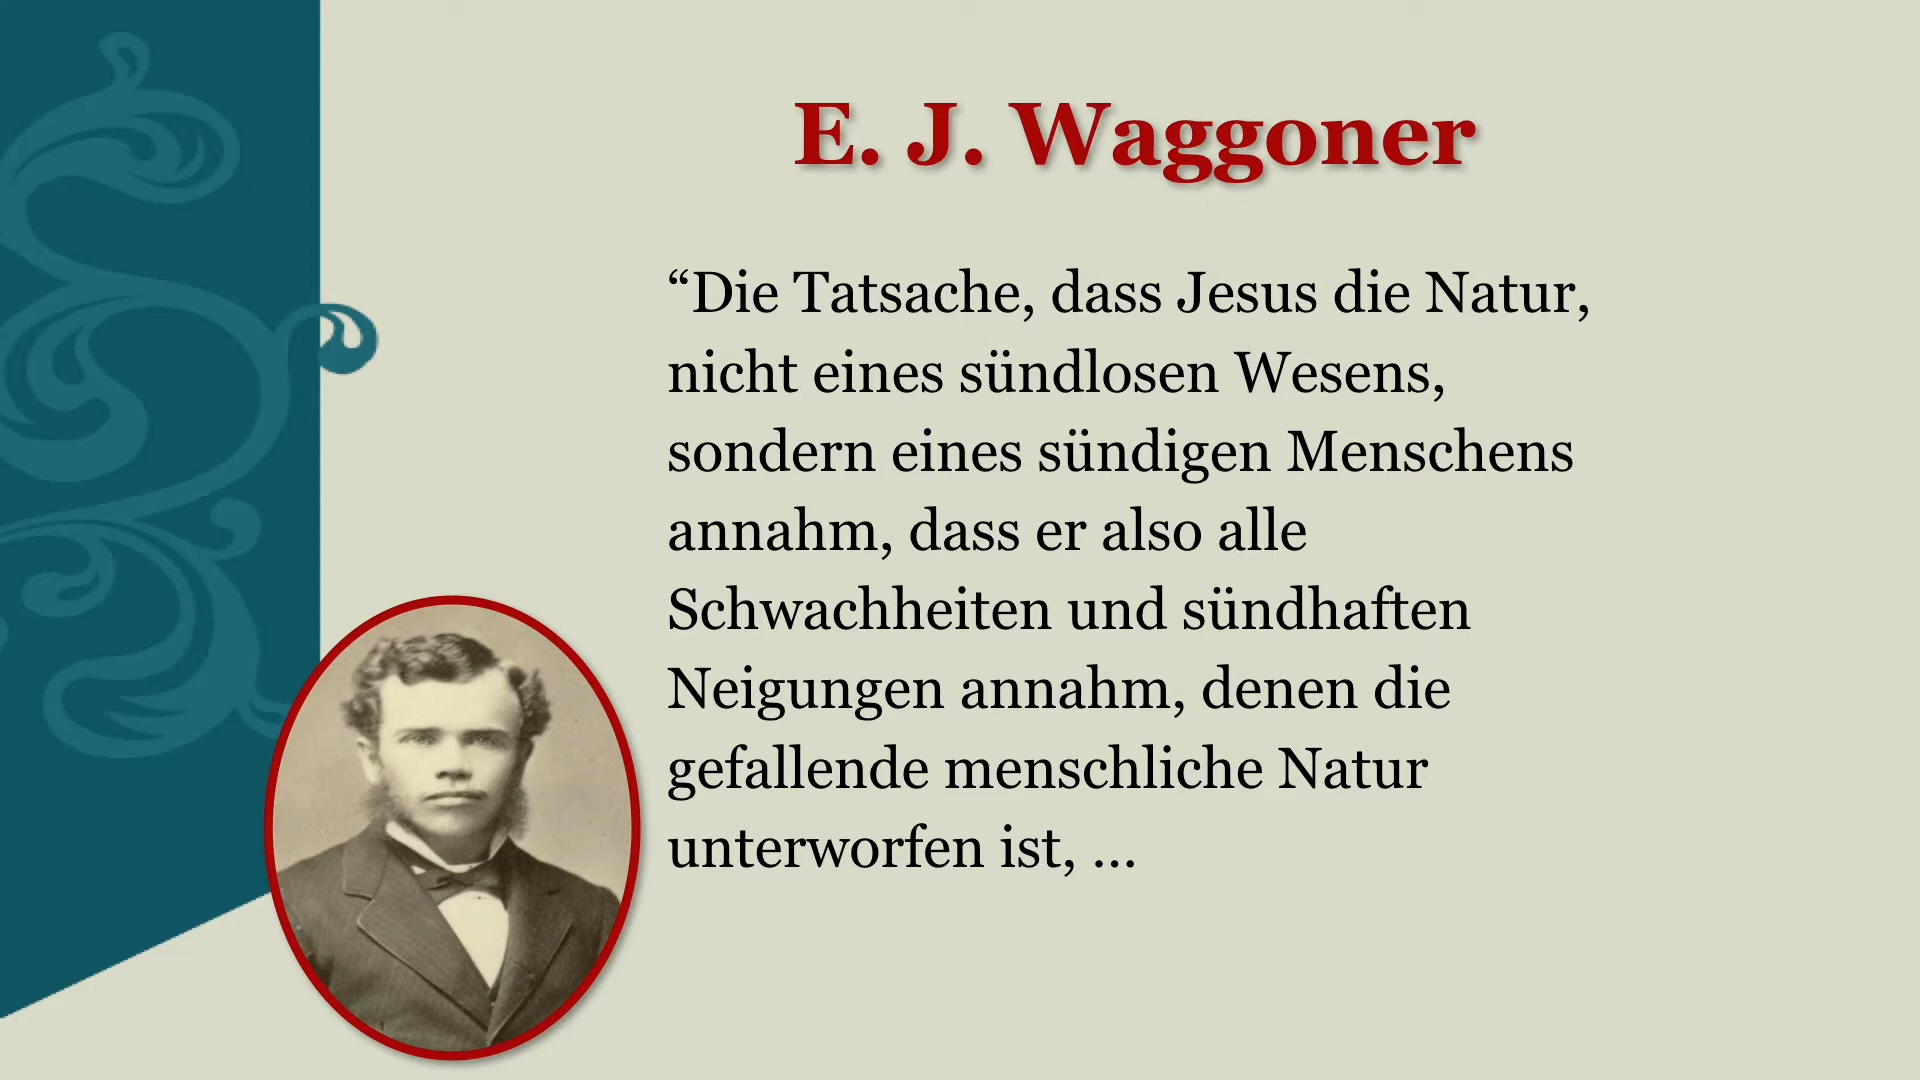 E. J. Waggoner
“Die Tatsache, dass Jesus die Natur,
nicht eines sündlosen Wesens,
sondern eines sündigen Menschens
annahm, dass er also alle
Schwachheiten und sündhaften
Neigungen annahm, denen die
gefallende menschliche Natur
unterworfen ist, ...